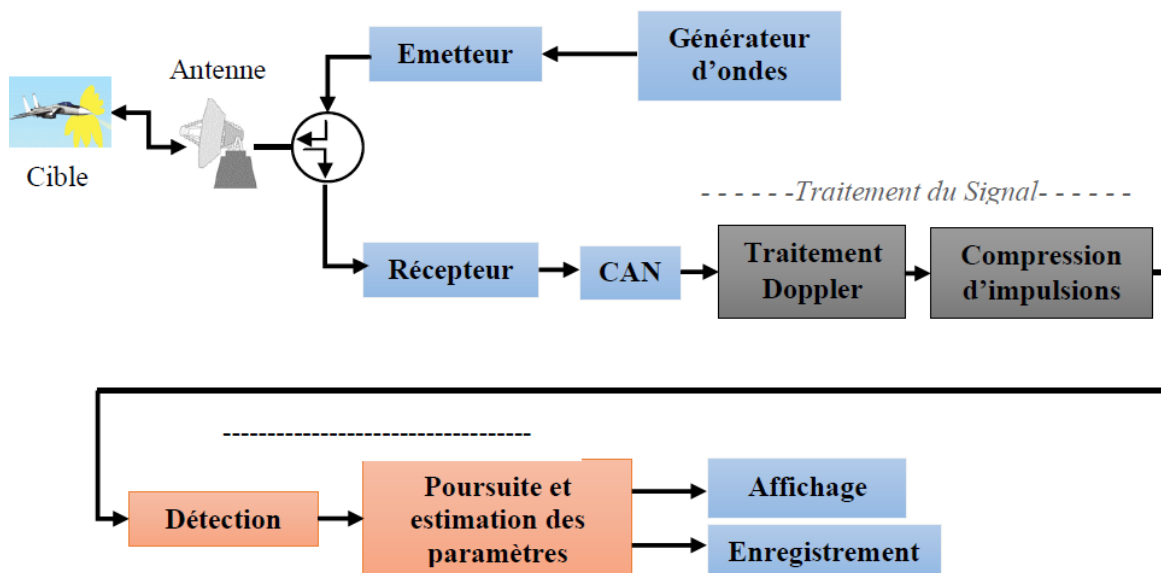 Générateur
d'ondes
Emetteur
Antenne
Cible
- - - - - -Traitement du Signal- - - - - -
Récepteur
CAN
Traitement
Doppler
Compression
d'impulsions
-----------------------------------
Détection
Poursuite et
estimation des
paramètres
Affichage
Enregistrement